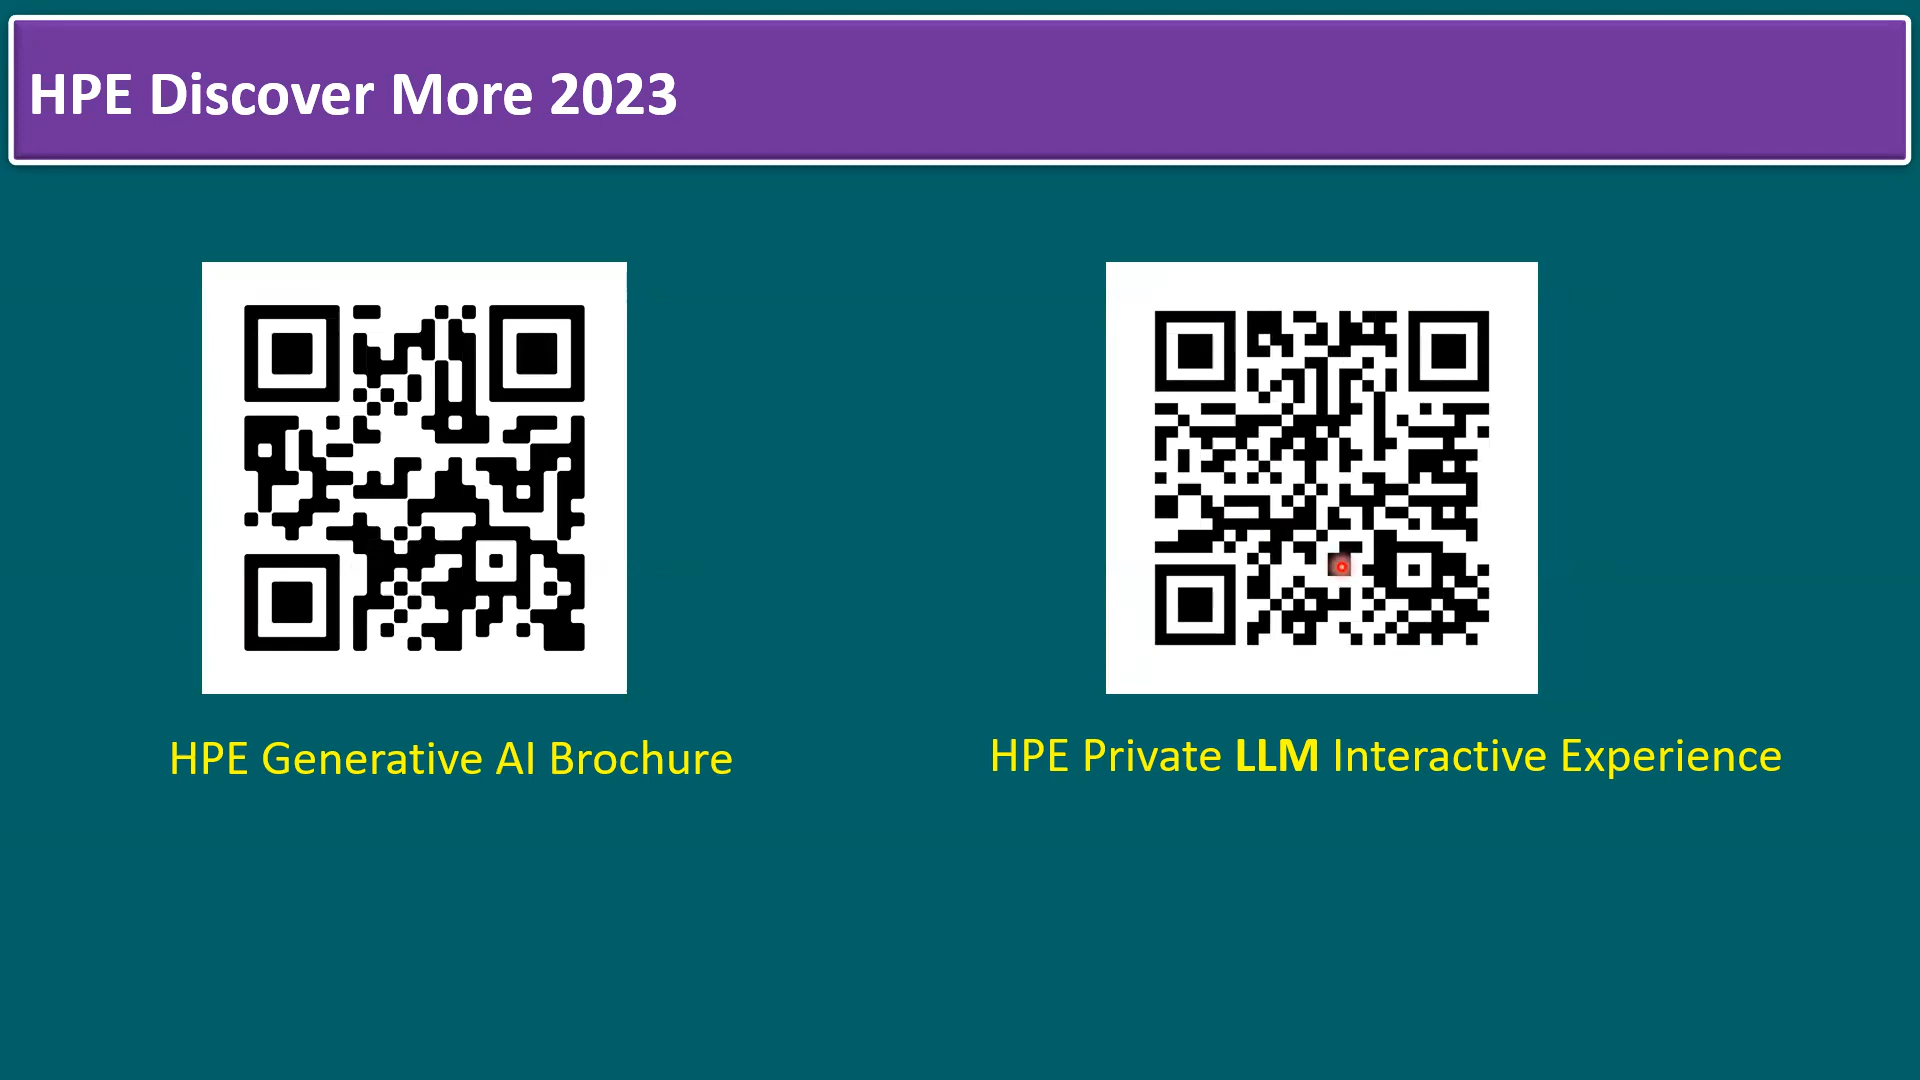 HPE Discover More 2023
HPE Generative AI Brochure
HPE Private LLM Interactive Experience